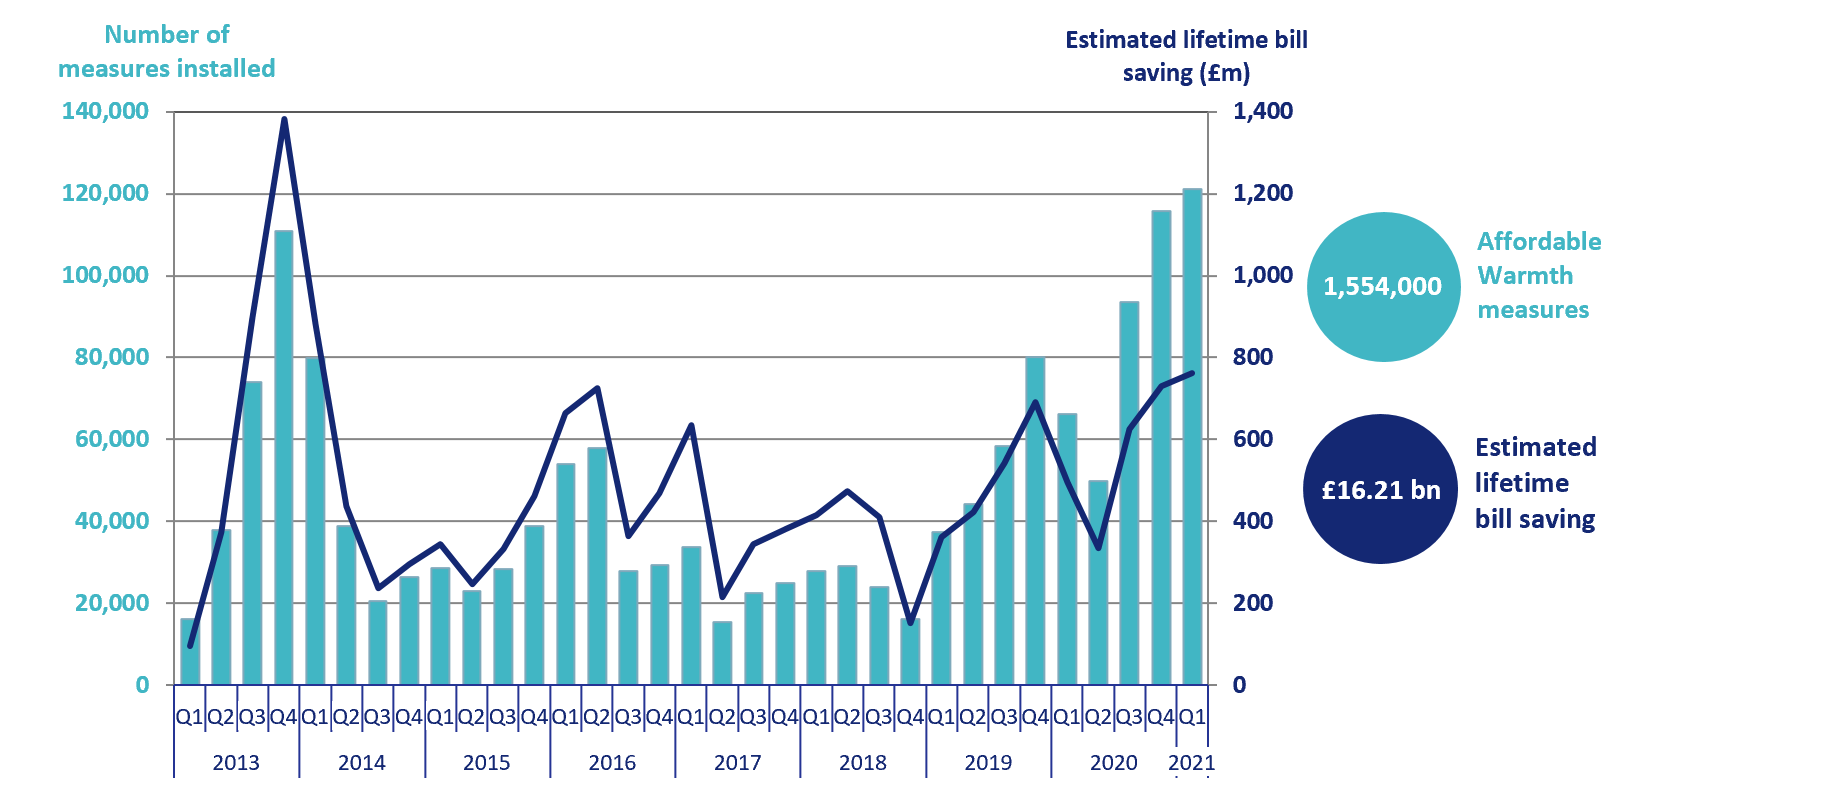 Number of
measures installed
Estimated lifetime bill
saving (£m)
140,000
120,000
100,000
80,000
60,000
40,000
20,000
0
1,400
1,200
1,000
800
600
400
200
0
Q1 Q2 Q3 Q4 Q1 Q2 Q3 Q4 Q1 Q2 Q3 Q4 Q1 Q2 Q3 Q4 Q1 Q2 Q3 Q4 Q1 Q2 Q3 Q4 Q1 Q2 Q3 Q4 Q1 Q2 Q3 Q4 Q1
2013 2014 2015 2016 2017 2018 2019 2020 2021
1,554,000
Affordable
Warmth
measures
£16.21 bn
Estimated
lifetime
bill saving